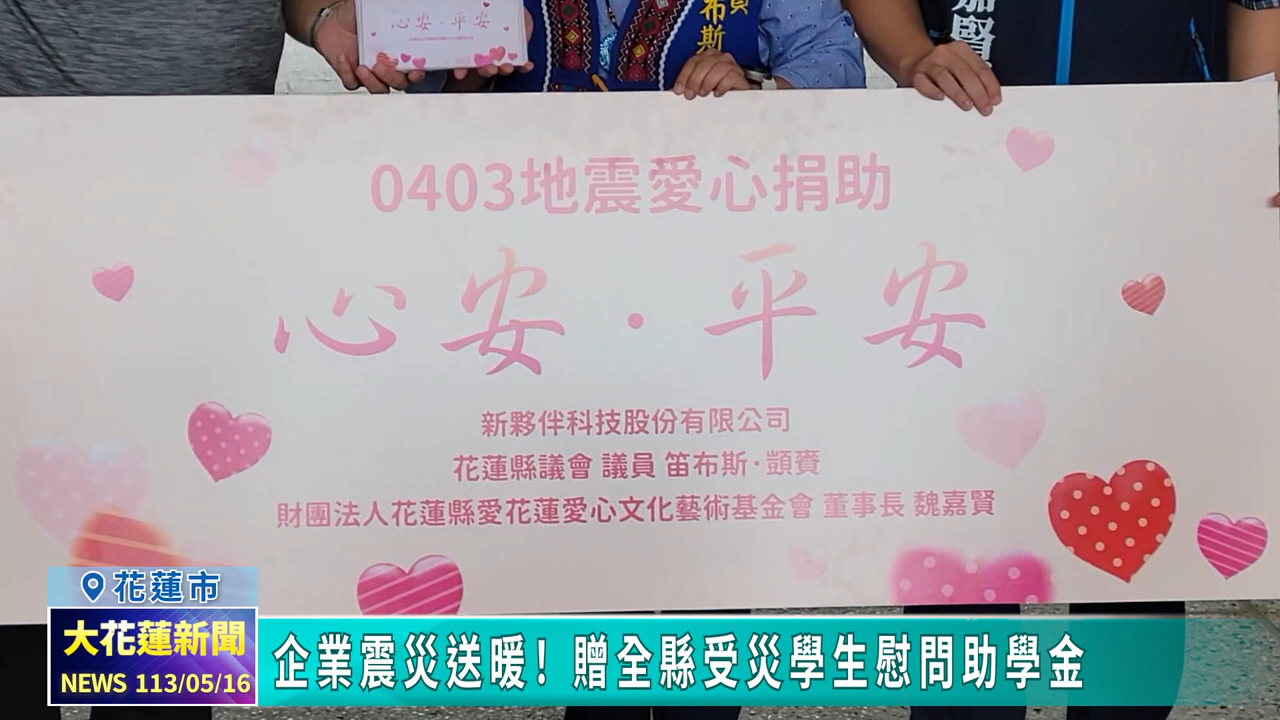 心安·平安
布斯
嘉賢
0403地震愛心捐助
心安·平安
新夥伴科技股份有限公司
花蓮縣議會 議員 笛布斯·顗賚
財團法人花蓮縣愛花蓮愛心文化藝術基金會 董事長 魏嘉賢
花蓮市
大花蓮新聞
NEWS 113/05/16
企業震災送暖! 贈全縣受災學生慰問助學金